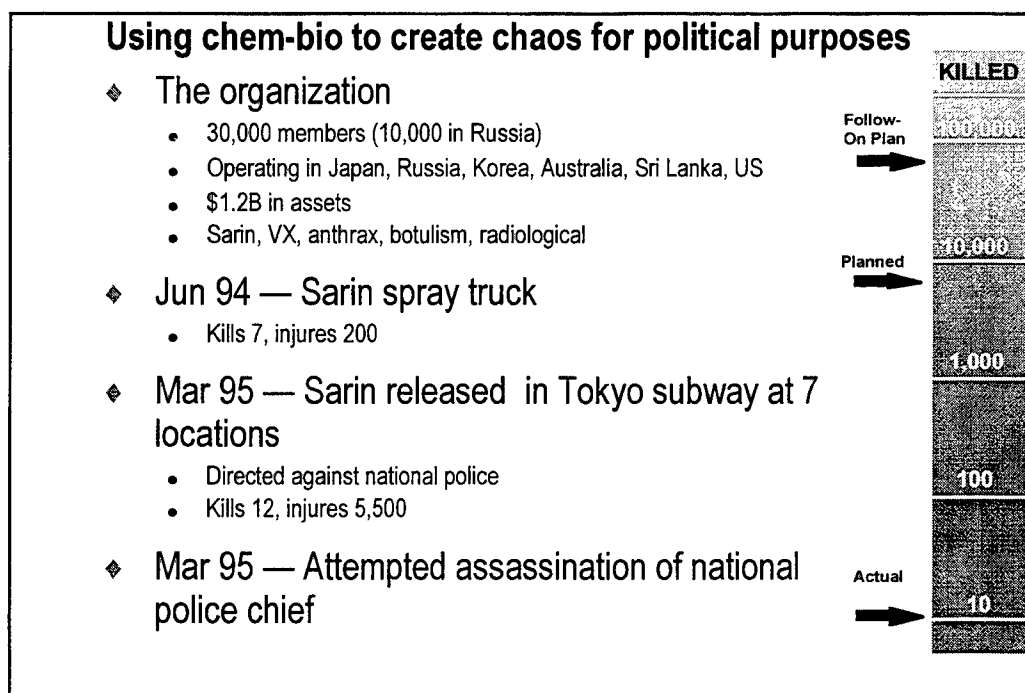 Using chem-bio to create chaos for political purposes
The organization
30,000 members (10,000 in Russia)
Operating in Japan, Russia, Korea, Australia, Sri Lanka, US
$1.2B in assets
Sarin, VX, anthrax, botulism, radiological
Jun 94 — Sarin spray truck
Kills 7, injures 200
Mar 95 — Sarin released in Tokyo subway at 7
locations
Directed against national police
Kills 12, injures 5,500
Mar 95 — Attempted assassination of national
police chief
KILLED
Follow-
On Plan
100,000
10,000
Planned
1,000
100
Actual
10